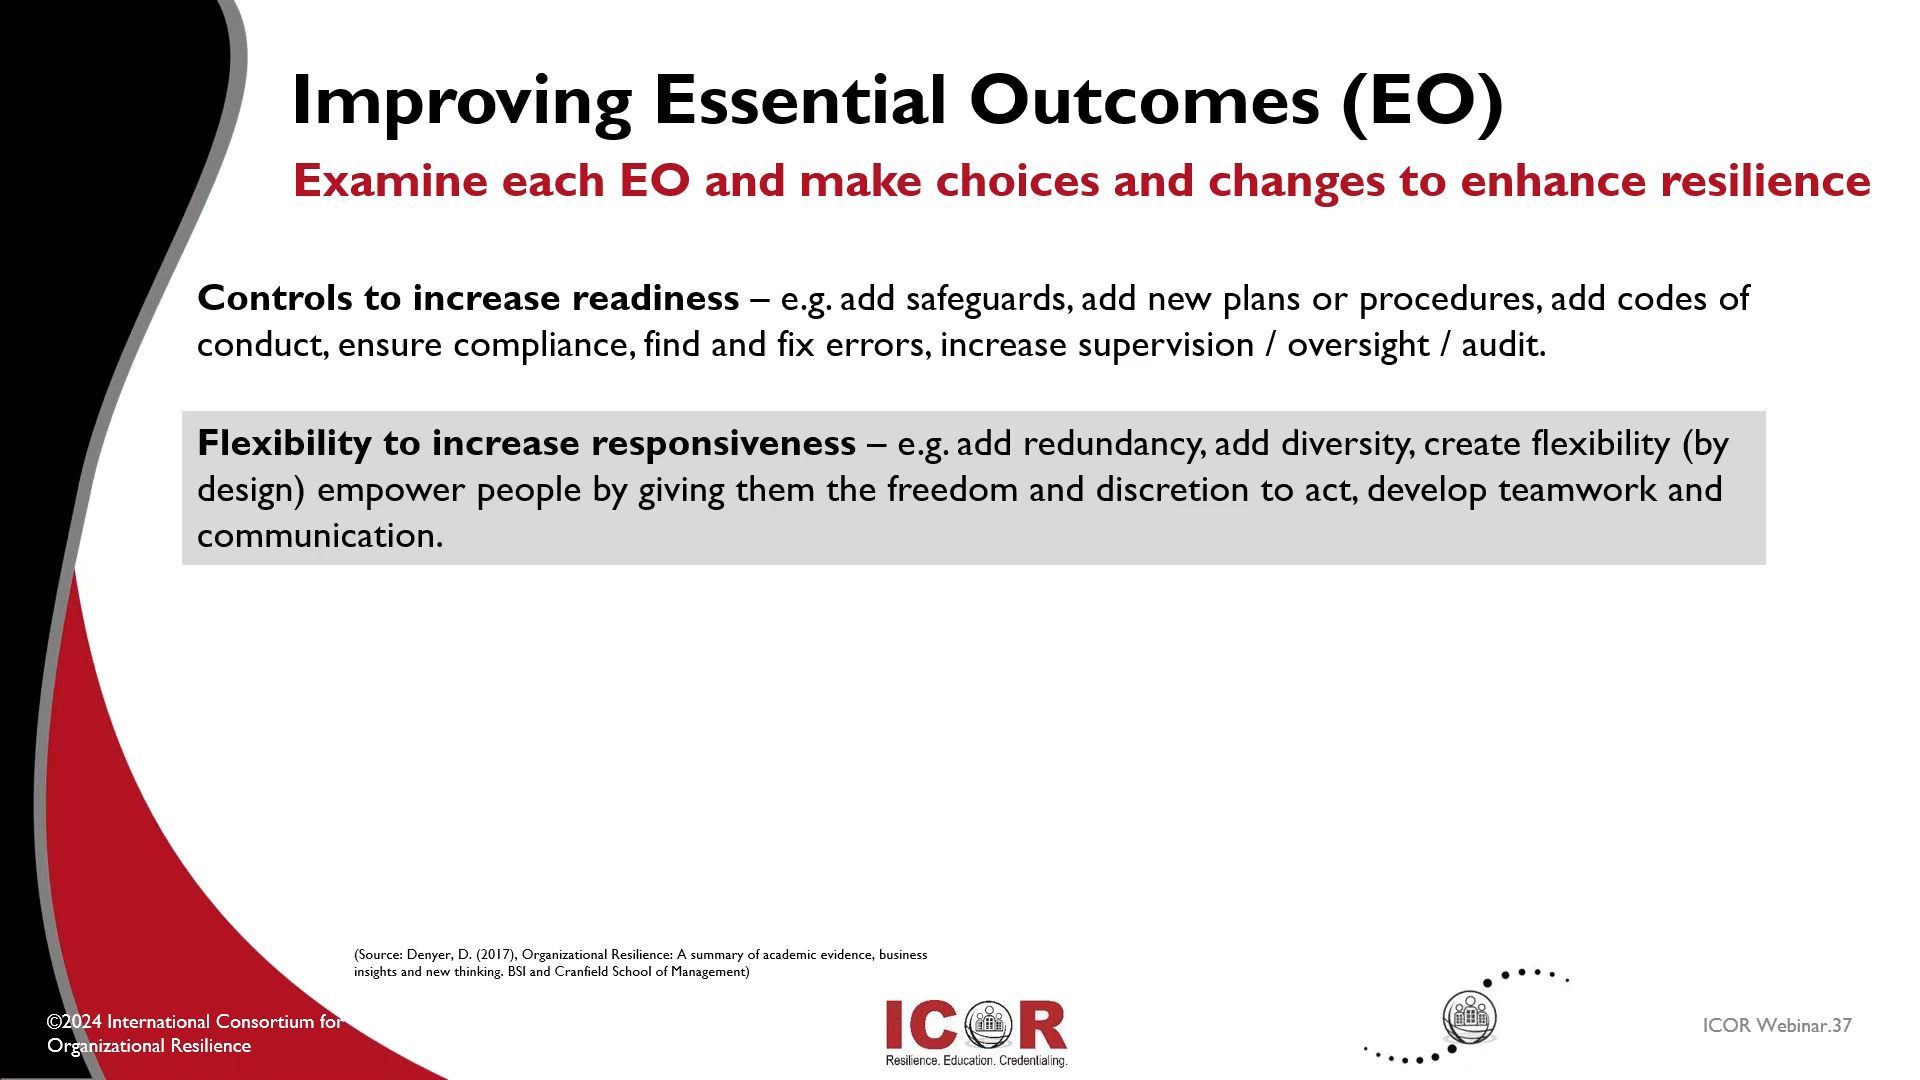 Improving Essential Outcomes (EO)
Examine each EO and make choices and changes to enhance resilience
Controls to increase readiness – e.g. add safeguards, add new plans or procedures, add codes of
conduct, ensure compliance, find and fix errors, increase supervision / oversight / audit.
Flexibility to increase responsiveness – e.g. add redundancy, add diversity, create flexibility (by
design) empower people by giving them the freedom and discretion to act, develop teamwork and
communication.
(Source: Denyer, D. (2017), Organizational Resilience: A summary of academic evidence, business
insights and new thinking. BSI and Cranfield School of Management)
©2024 International Consortium for
Organizational Resilience
ICOR
Resilience. Education. Credentialing.
ICOR Webinar.37